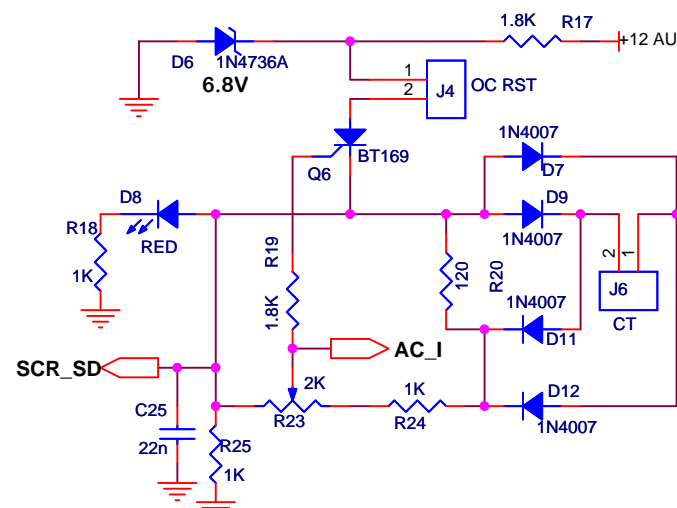 1.8K
R17
+12 AU
D6
1N4736A
6.8V
1
2
J4
OC RST
BT169
Q6
1N4007
D7
D9
1N4007
D8
RED
R18
1K
R19
1.8K
120
R20
1N4007
D11
2
1
J6
CT
AC_I
SCR_SD
2K
R23
1K
R24
D12
1N4007
C25
22n
R25
1K